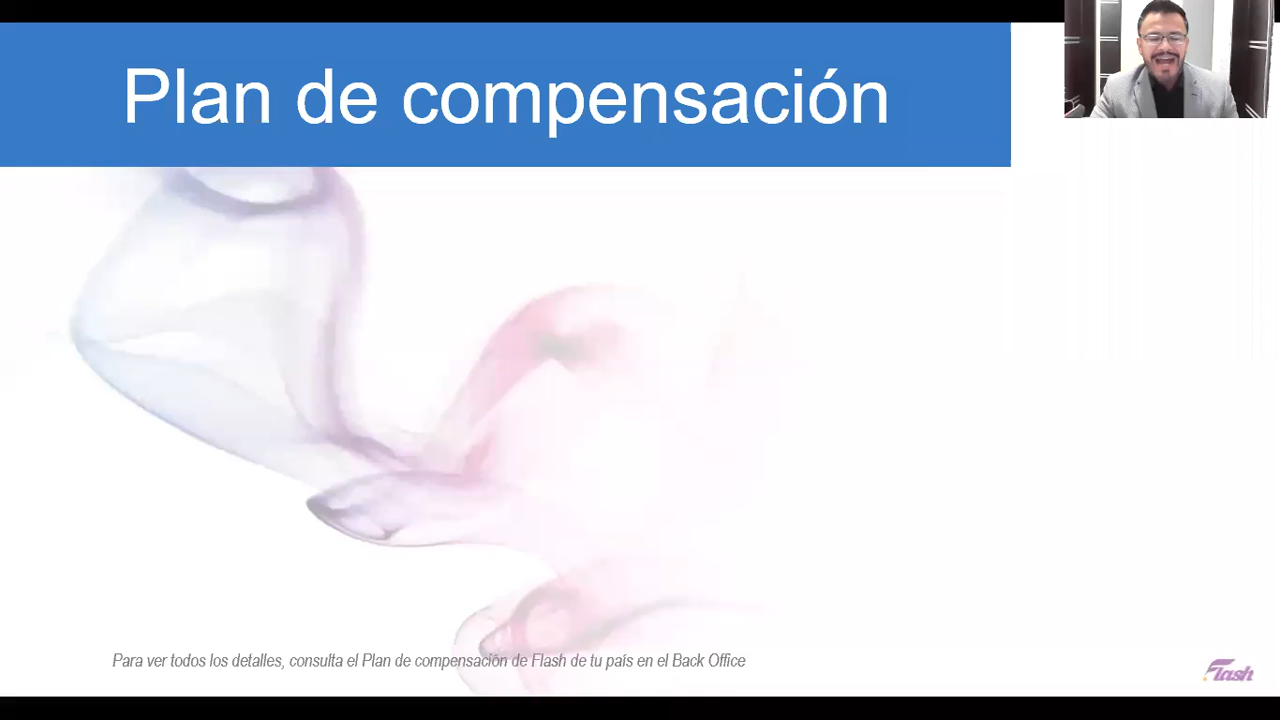 Plan de compensación
Para ver todos los detalles, consulta el Plan de compensación de Flash de tu país en el Back Office
Flash